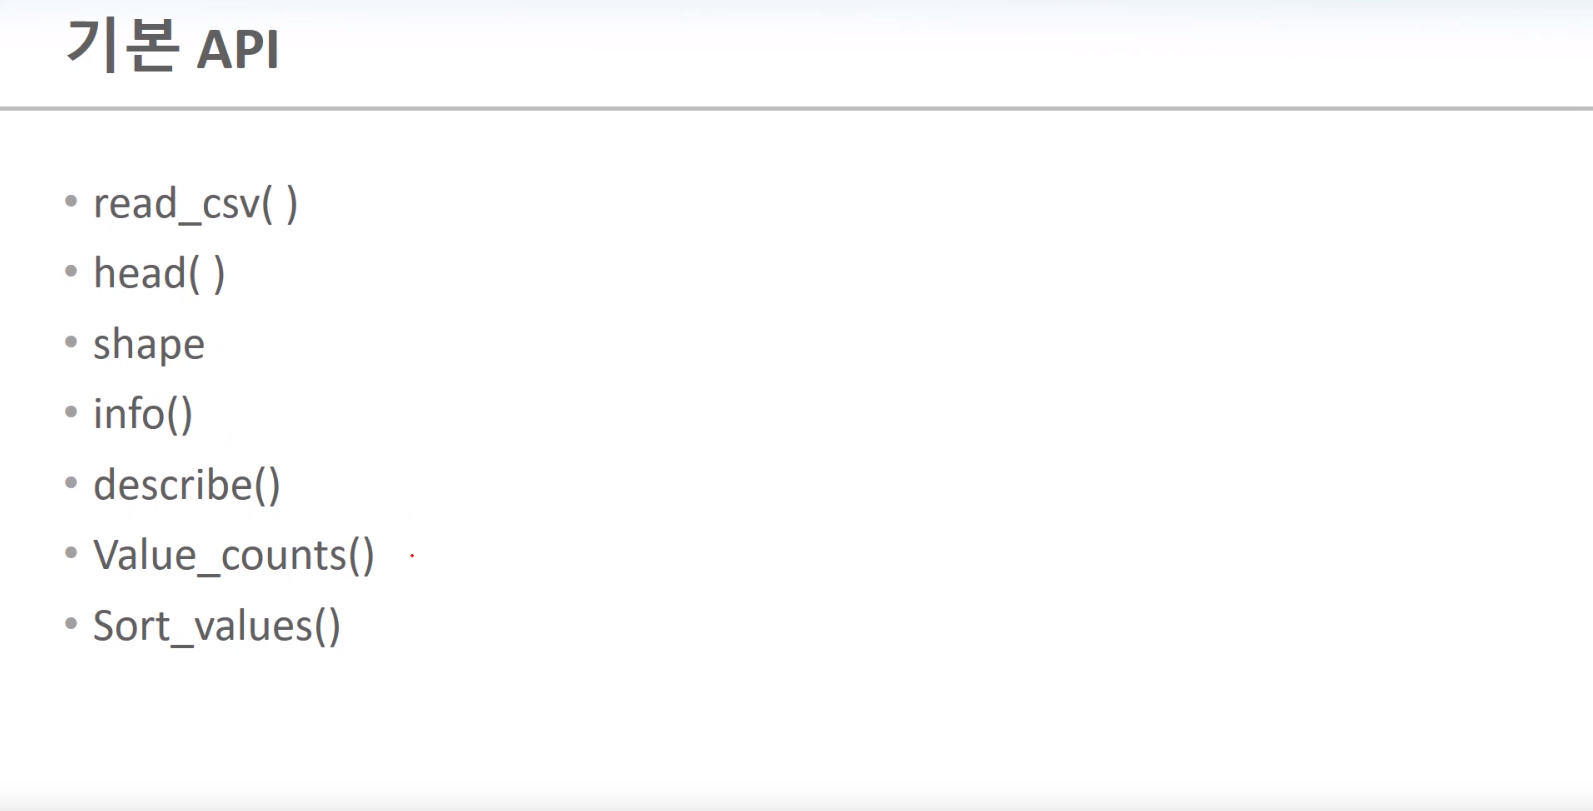 기본 API
• read_csv( )
• head( )
• shape
• info()
• describe()
• Value_counts()
• Sort_values()